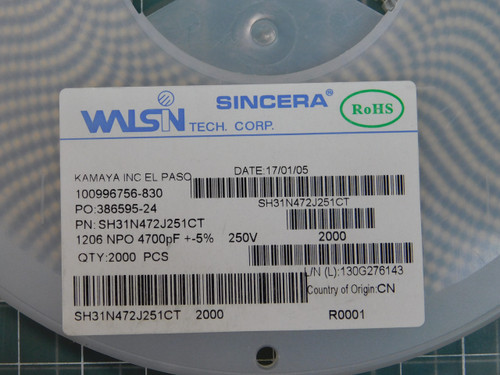 WALSIN TECH. CORP.
SINCERA®
RoHS
KAMAYA INC EL PASO
DATE:17/01/05
100996756-830
SH31N472J251CT
PO:386595-24
PN: SH31N472J251CT
1206 NPO 4700pF +-5% 250V 2000
QTY:2000 PCS
L/N (L): 130G276143
Country of Origin:CN
SH31N472J251CT 2000 R0001